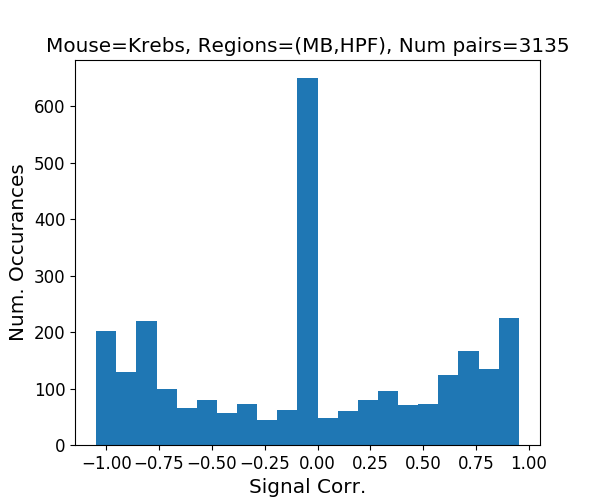 Mouse=Krebs, Regions=(MB,HPF), Num pairs=3135
Num. Occurances
600
500
400
300
200
100
0
−1.00 −0.75 −0.50 −0.25 0.00 0.25 0.50 0.75 1.00
Signal Corr.